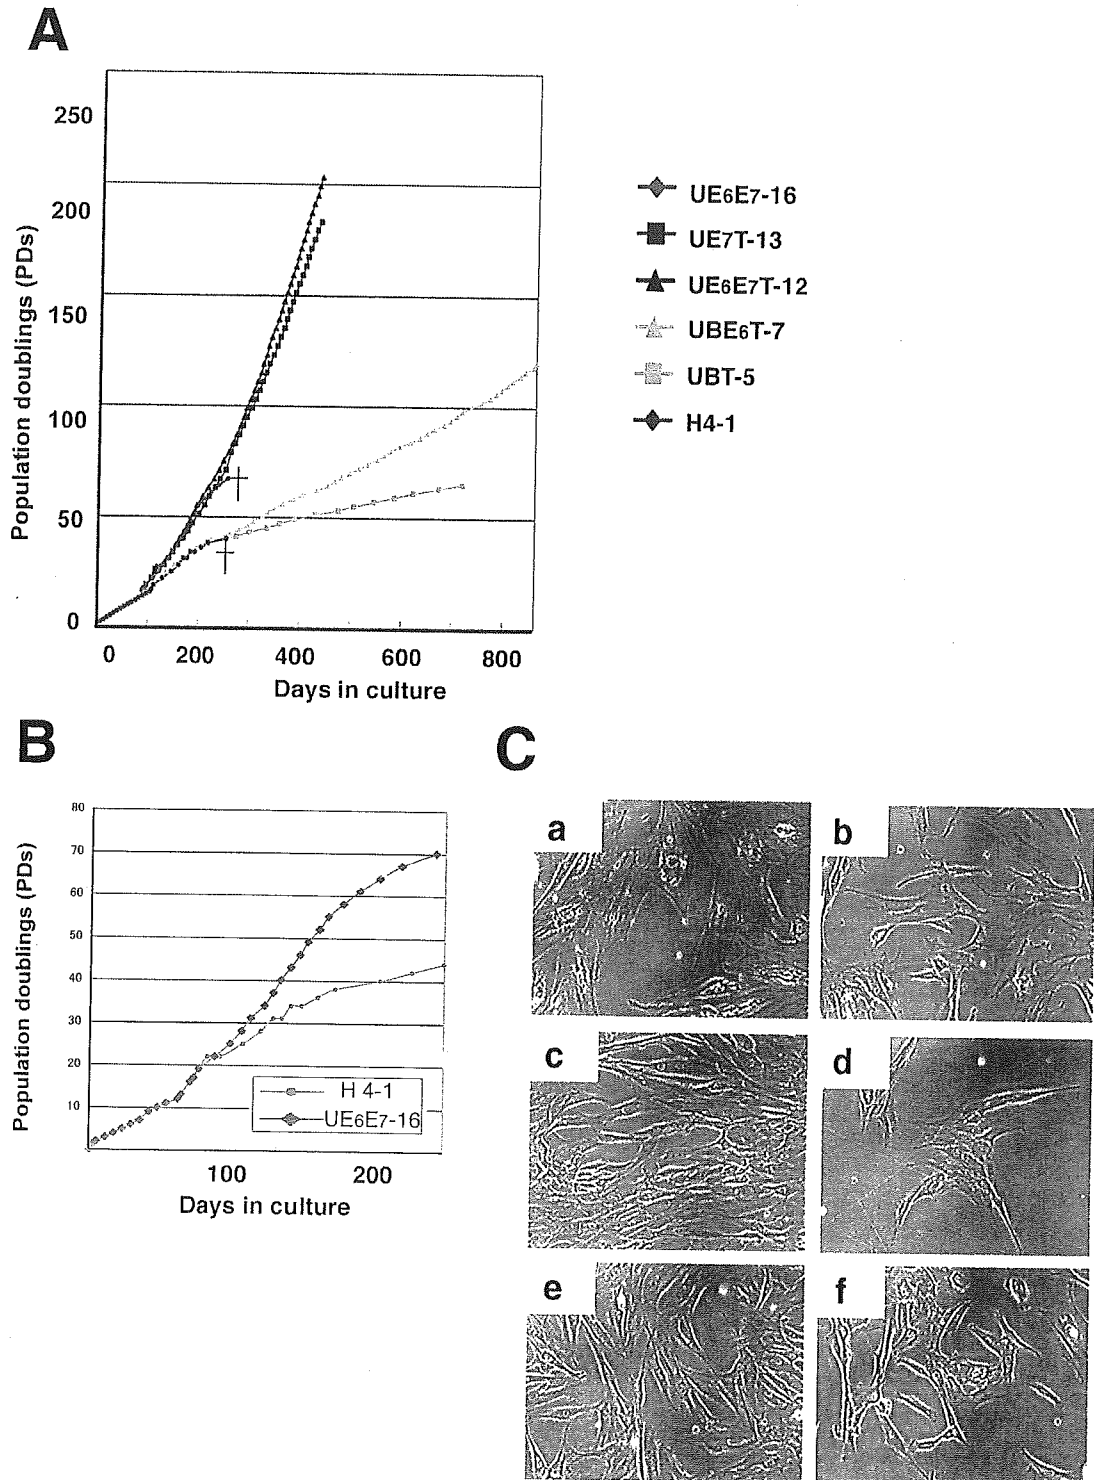 A
250
200
150
100
50
0
Population doublings (PDs)
0 200 400 600 800
Days in culture
UE6E7-16
UE7T-13
UE6E7T-12
UBE6T-7
UBT-5
H4-1
B
80
70
60
50
40
30
20
10
Population doublings (PDs)
H 4-1
UE6E7-16
100 200
Days in culture
C
a
b
c
d
e
f